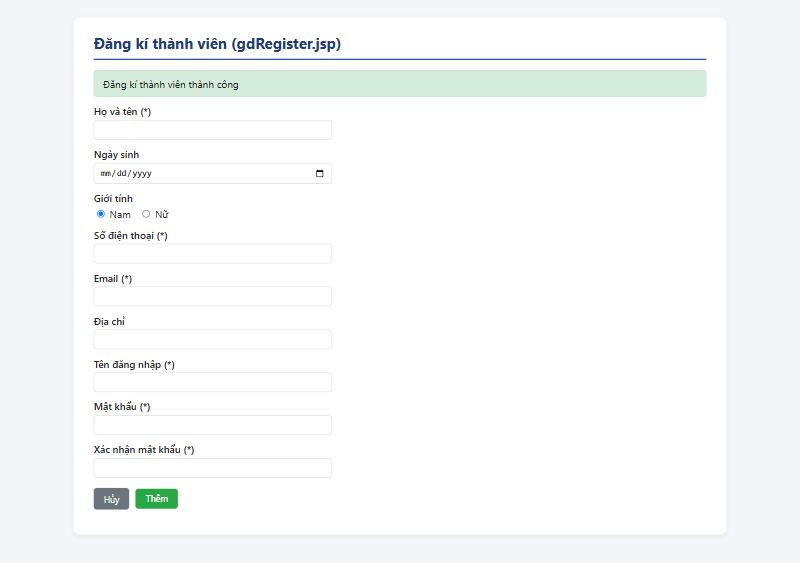 Đăng kí thành viên (gdRegister.jsp)
Đăng kí thành viên thành công
Họ và tên (*)
Ngày sinh
mm/dd/yyyy
Giới tính
Nam Nữ
Số điện thoại (*)
Email (*)
Địa chỉ
Tên đăng nhập (*)
Mật khẩu (*)
Xác nhận mật khẩu (*)
Hủy Thêm